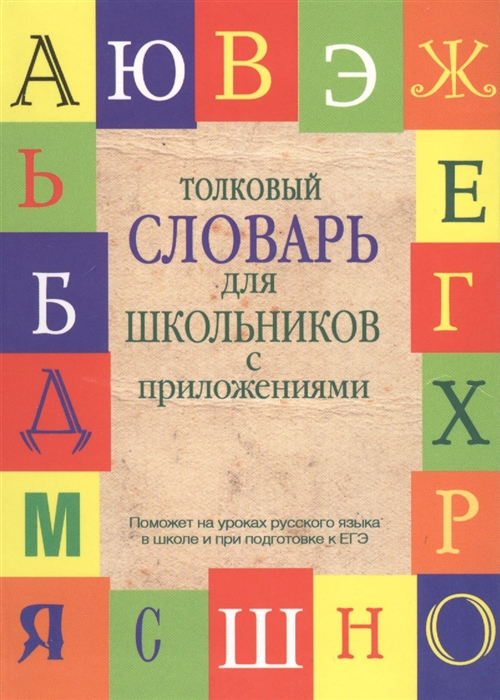 А Ю В Э Ж
Ь
Е
Б
Г
Д
Х
М
Р
Я С Ш Н О
ТОЛКОВЫЙ
СЛОВАРЬ
для
ШКОЛЬНИКОВ
с
приложениями
Поможет на уроках русского языка
в школе и при подготовке к ЕГЭ